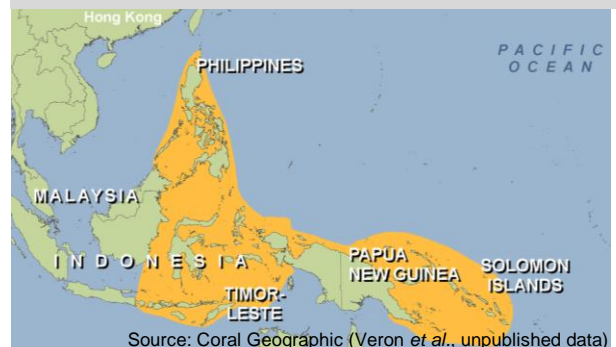 Hong Kong
PACIFIC
OCEAN
PHILIPPINES
MALAYSIA
INDONESIA
PAPUA
NEW GUINEA
SOLOMON
ISLANDS
TIMOR-
LESTE
Source: Coral Geographic (Veron et al., unpublished data)